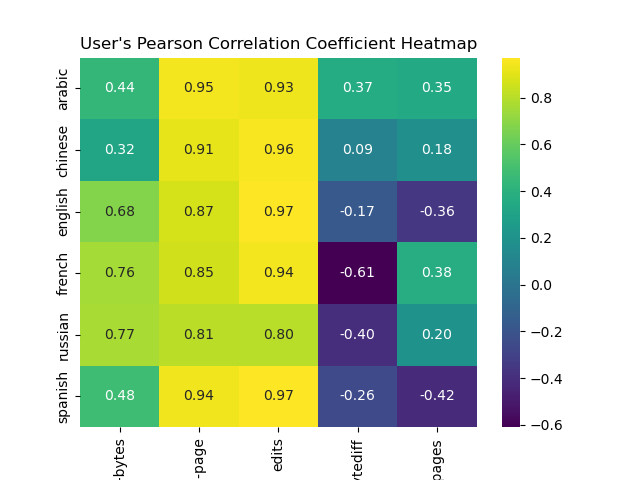 User's Pearson Correlation Coefficient Heatmap
arabic 0.44 0.95 0.93 0.37 0.35
chinese 0.32 0.91 0.96 0.09 0.18
english 0.68 0.87 0.97 -0.17 -0.36
french 0.76 0.85 0.94 -0.61 0.38
russian 0.77 0.81 0.80 -0.40 0.20
spanish 0.48 0.94 0.97 -0.26 -0.42
-bytes -page edits ytediff pages
0.8
0.6
0.4
0.2
0.0
−0.2
−0.4
−0.6